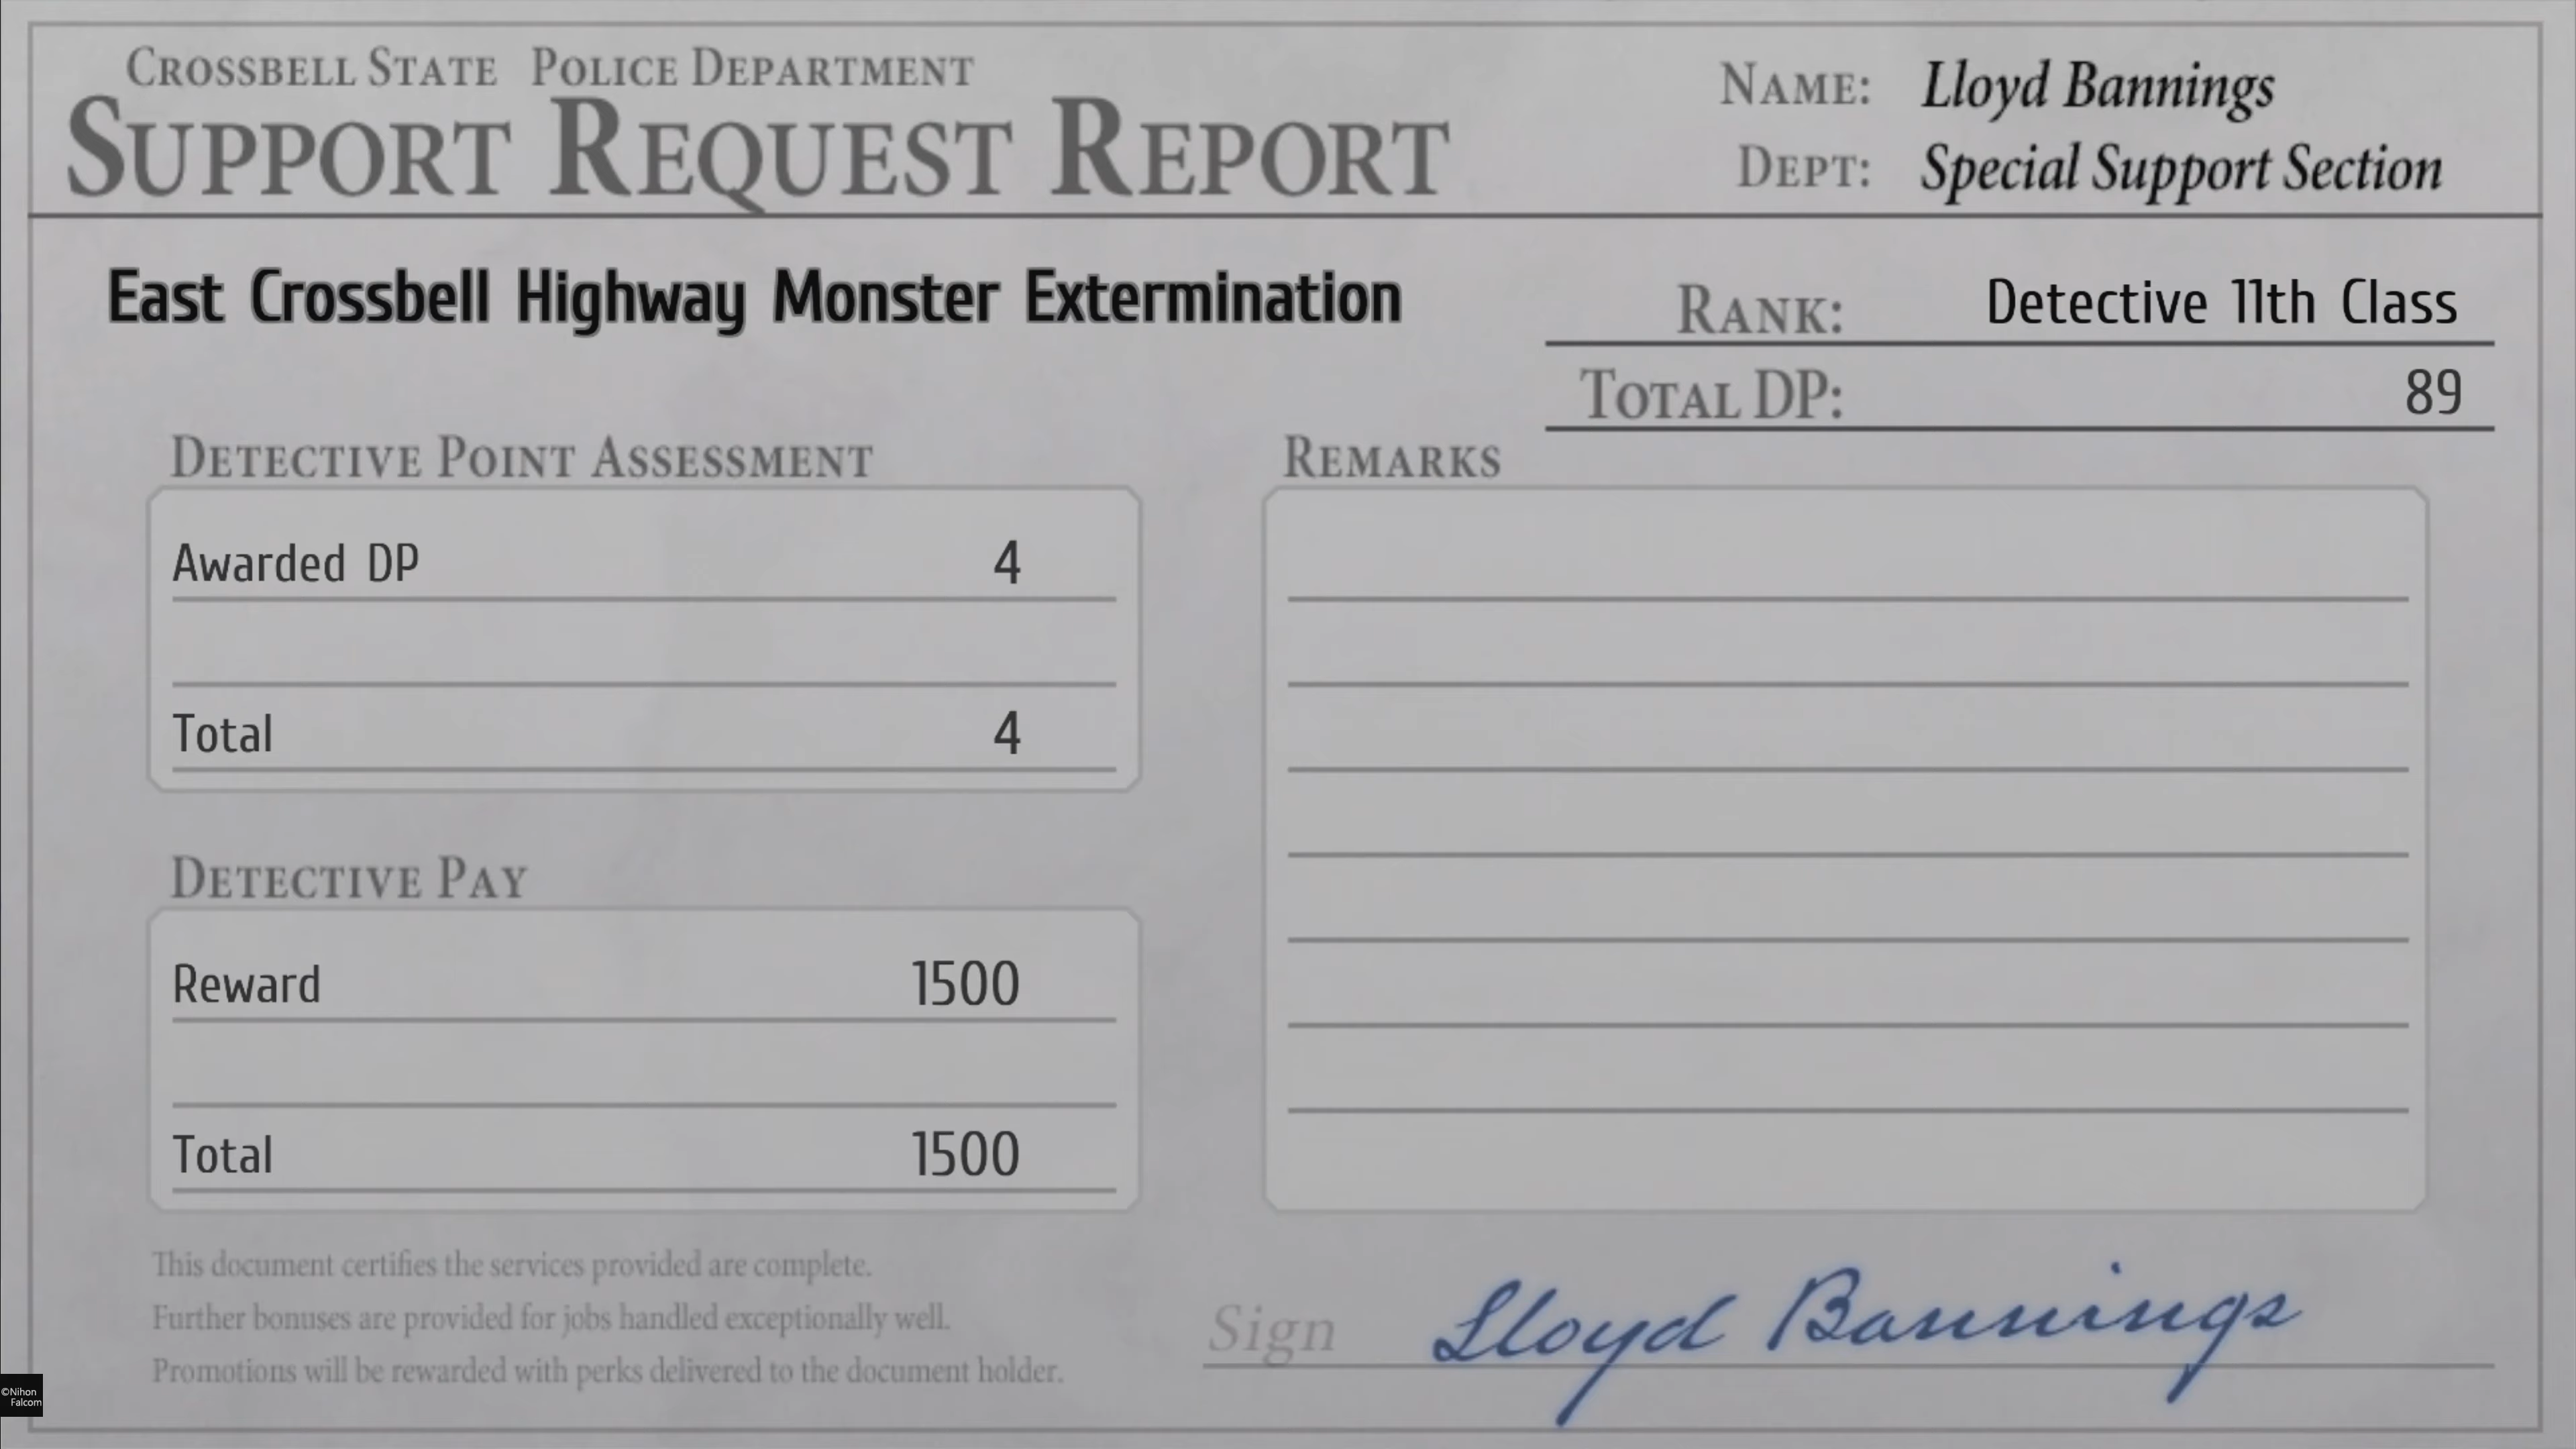 CROSSBELL STATE POLICE DEPARTMENT
SUPPORT REQUEST REPORT
NAME: Lloyd Bannings
DEPT: Special Support Section
East Crossbell Highway Monster Extermination
RANK: Detective 11th Class
TOTAL DP: 89
DETECTIVE POINT ASSESSMENT
Awarded DP 4
Total 4
DETECTIVE PAY
Reward 1500
Total 1500
REMARKS
This document certifies the services provided are complete.
Further bonuses are provided for jobs handled exceptionally well.
Promotions will be rewarded with perks delivered to the document holder.
Sign Lloyd Bannings
©Nihon
Falcom